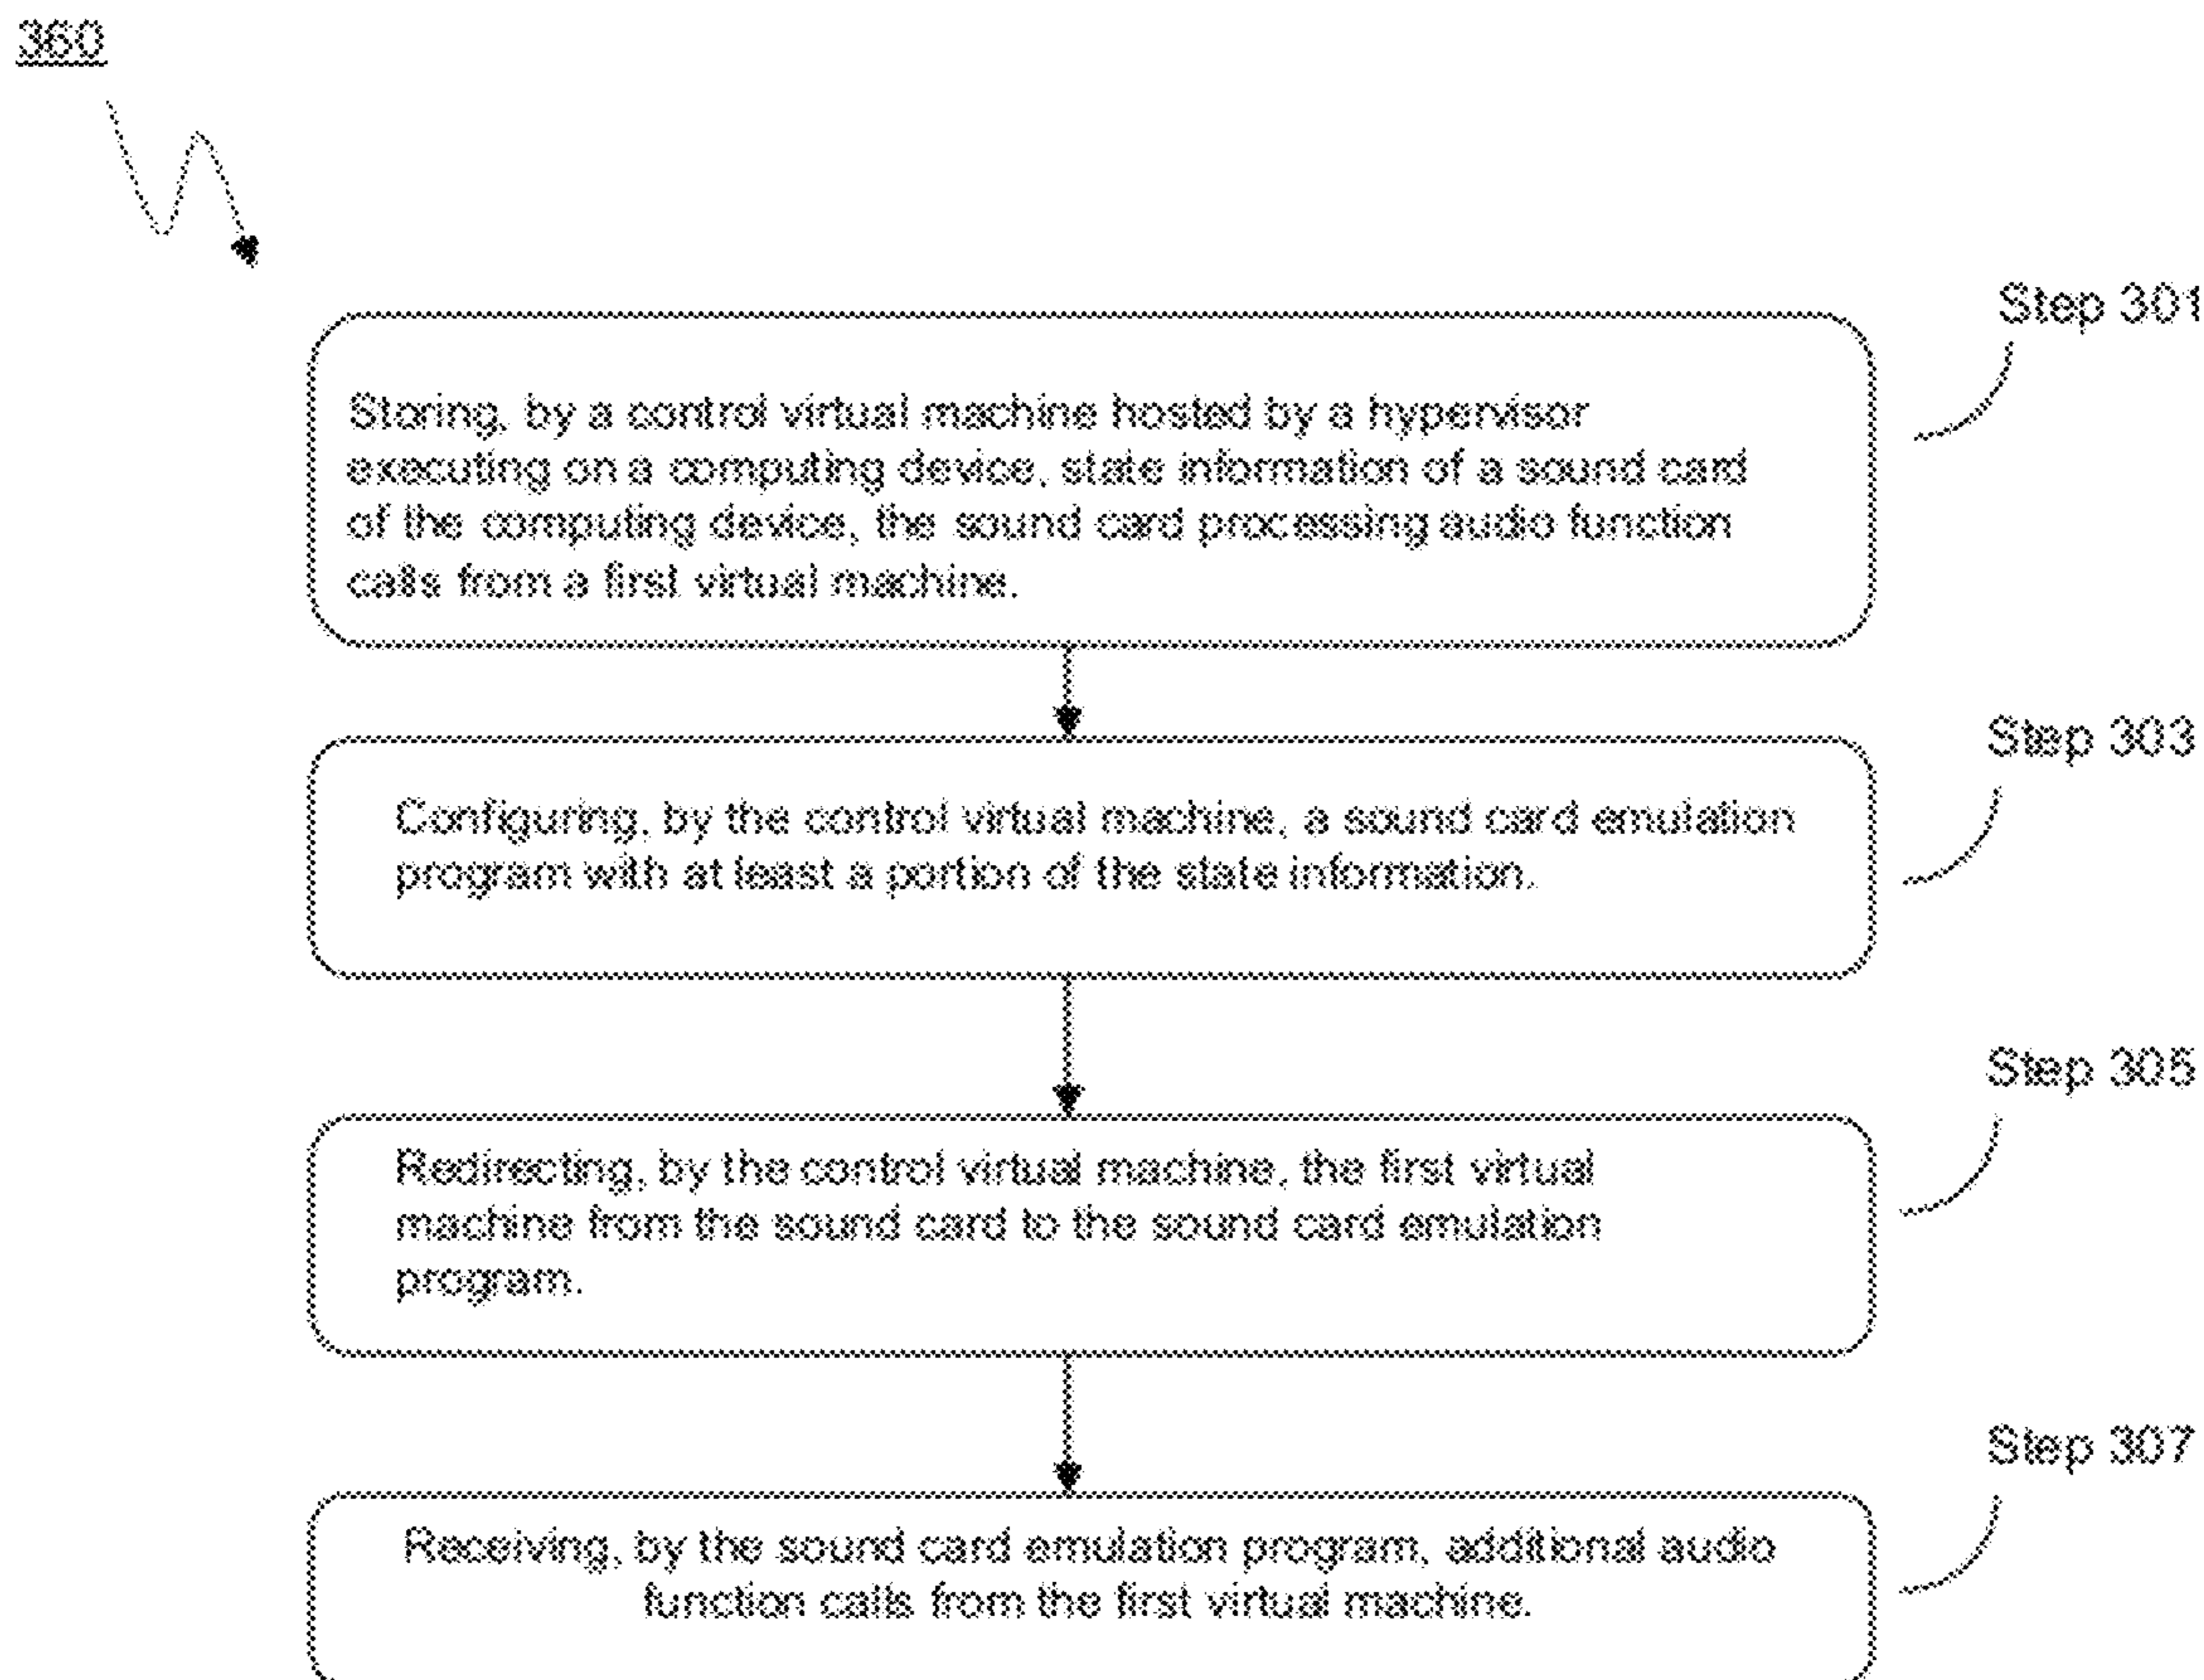 360
Step 301
Storing, by a control virtual machine hosted by a hypervisor
executing on a computing device, state information of a sound card
of the computing device, the sound card processing audio function
calls from a first virtual machine.
Step 303
Configuring, by the control virtual machine, a sound card emulation
program with at least a portion of the state information.
Step 305
Redirecting, by the control virtual machine, the first virtual
machine from the sound card to the sound card emulation
program.
Step 307
Receiving, by the sound card emulation program, additional audio
function calls from the first virtual machine.